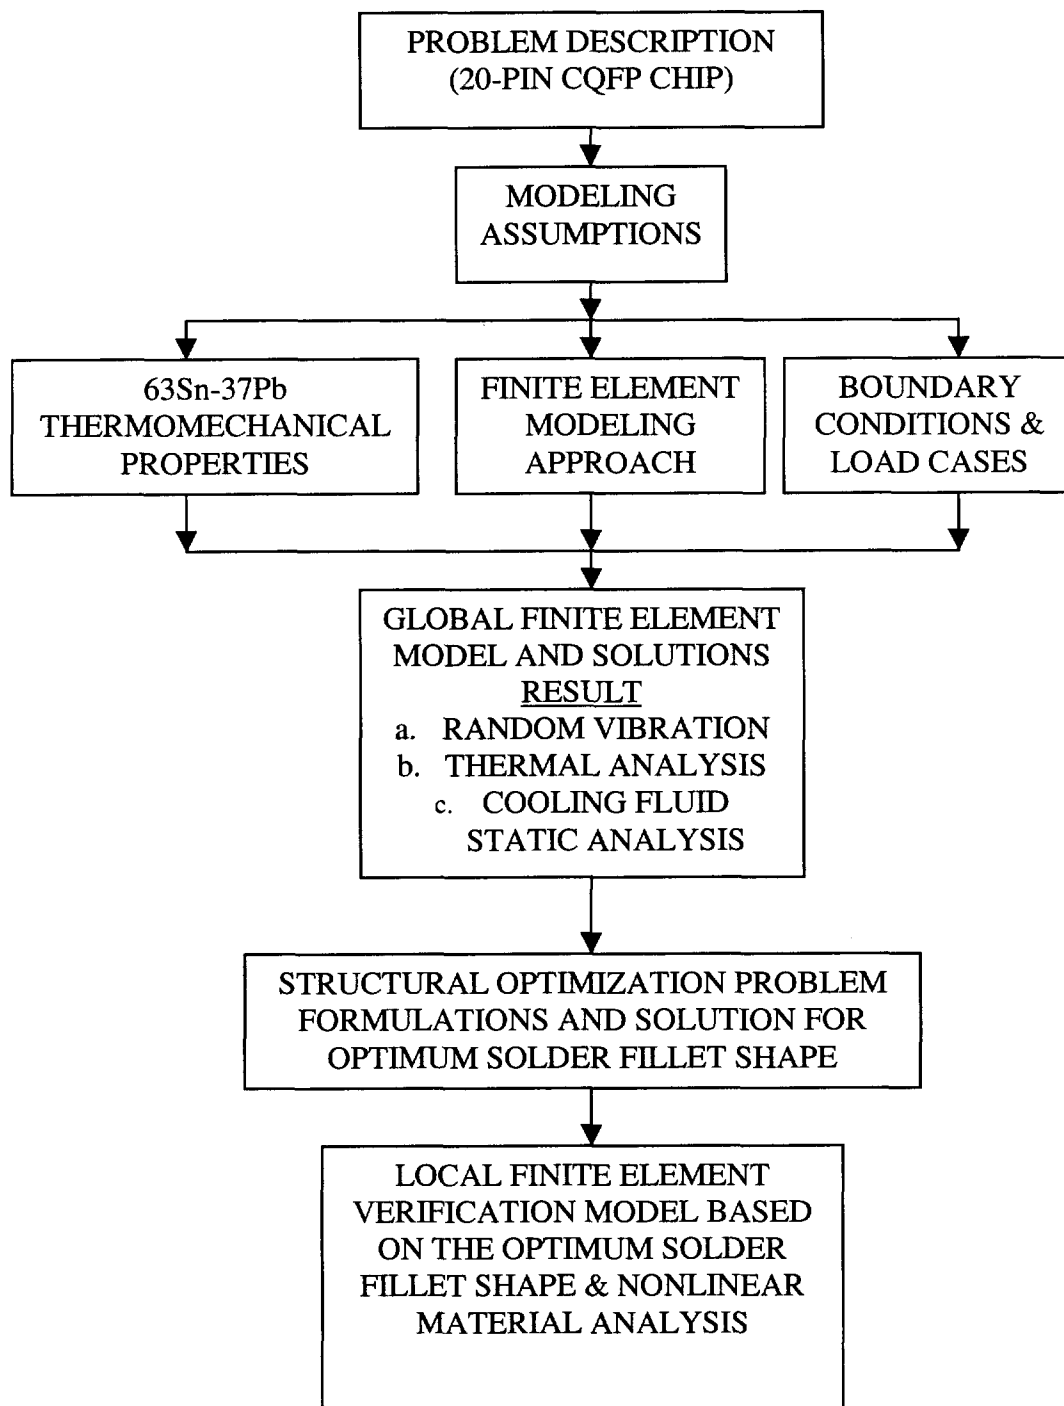 PROBLEM DESCRIPTION
(20-PIN CQFP CHIP)
MODELING
ASSUMPTIONS
63Sn-37Pb
THERMOMECHANICAL
PROPERTIES
FINITE ELEMENT
MODELING
APPROACH
BOUNDARY
CONDITIONS &
LOAD CASES
GLOBAL FINITE ELEMENT
MODEL AND SOLUTIONS
RESULT
a. RANDOM VIBRATION
b. THERMAL ANALYSIS
c. COOLING FLUID
STATIC ANALYSIS
STRUCTURAL OPTIMIZATION PROBLEM
FORMULATIONS AND SOLUTION FOR
OPTIMUM SOLDER FILLET SHAPE
LOCAL FINITE ELEMENT
VERIFICATION MODEL BASED
ON THE OPTIMUM SOLDER
FILLET SHAPE & NONLINEAR
MATERIAL ANALYSIS